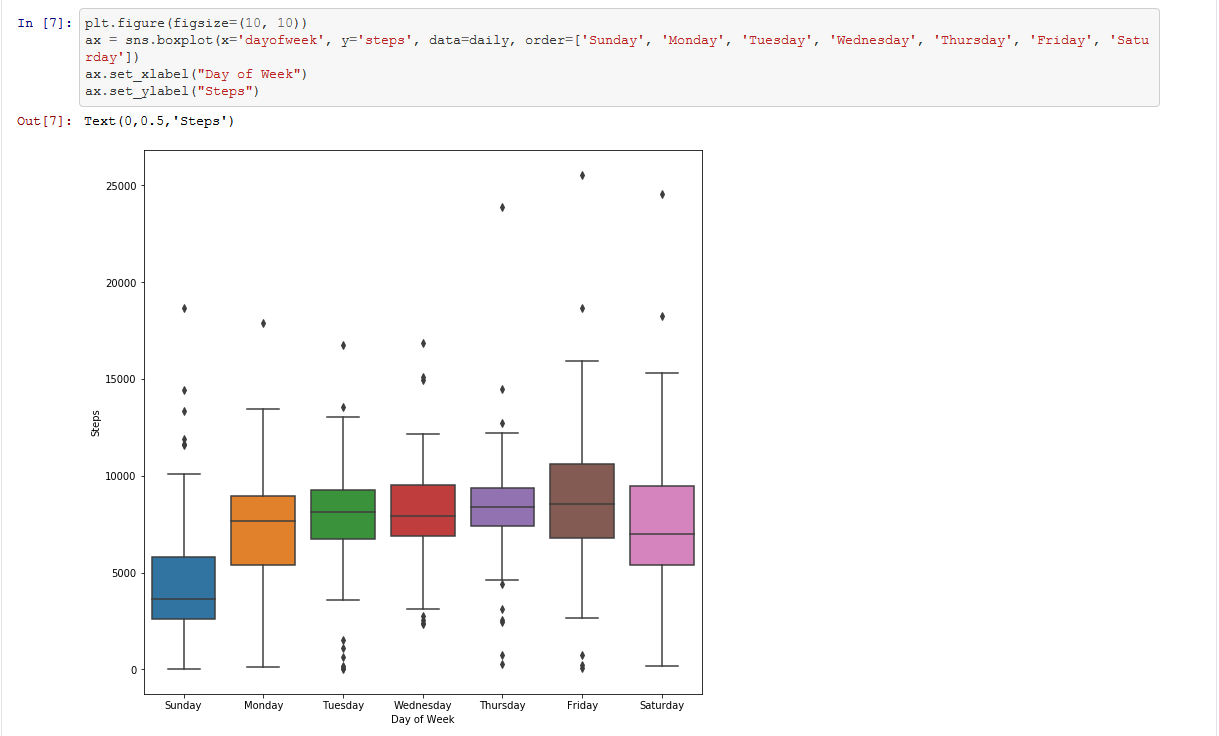 In [7]: plt.figure(figsize=(10, 10))
ax = sns.boxplot(x='dayofweek', y='steps', data=daily, order=['Sunday', 'Monday', 'Tuesday', 'Wednesday', 'Thursday', 'Friday', 'Satu
rday'])
ax.set_xlabel("Day of Week")
ax.set_ylabel("Steps")
Out[7]: Text(0,0.5,'Steps')
25000
20000
15000
10000
5000
0
Steps
Sunday Monday Tuesday Wednesday Thursday Friday Saturday
Day of Week